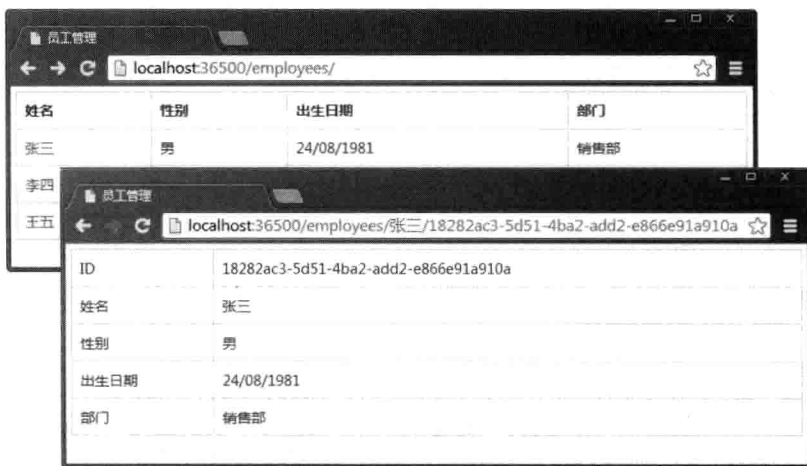 员工管理
localhost:36500/employees/
姓名 性别 出生日期 部门
张三 男 24/08/1981 销售部
李四
王五
员工管理
localhost:36500/employees/张三/18282ac3-5d51-4ba2-add2-e866e91a910a
ID 18282ac3-5d51-4ba2-add2-e866e91a910a
姓名 张三
性别 男
出生日期 24/08/1981
部门 销售部